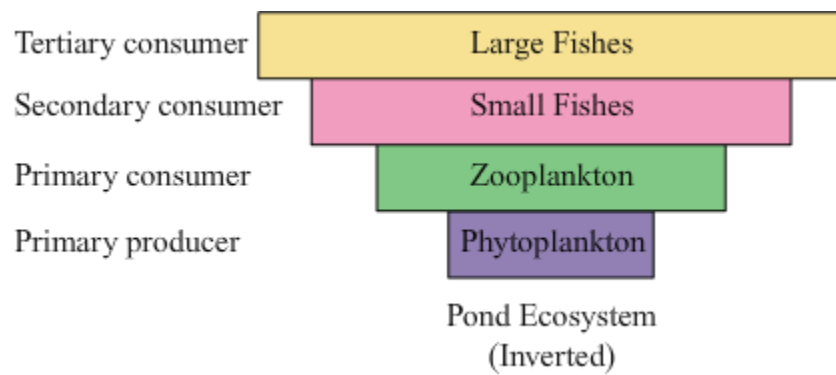 Tertiary consumer Large Fishes
Secondary consumer Small Fishes
Primary consumer Zooplankton
Primary producer Phytoplankton
Pond Ecosystem
(Inverted)